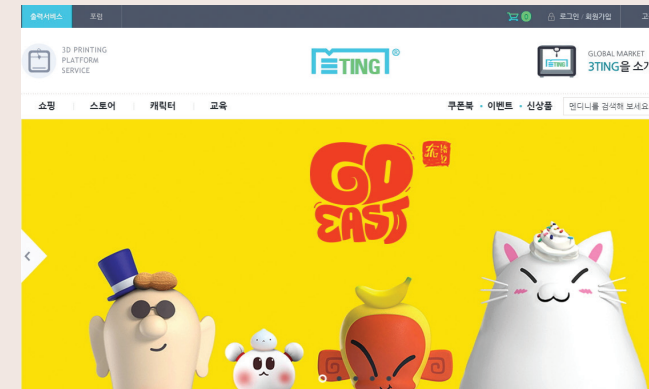 출력서비스 포럼
0 로그인 / 회원가입 고
3D PRINTING
PLATFORM
SERVICE
3TING®
GLOBAL MARKET
3TING을 소개
쇼핑 스토어 캐릭터 교육
쿠폰북 • 이벤트 • 신상품 멘디니를 검색해 보세요
GO
EAST